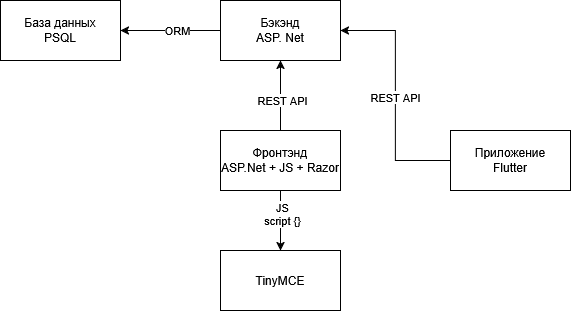 База данных
PSQL
ORM
Бэкэнд
ASP. Net
REST API
REST API
Фронтэнд
ASP.Net + JS + Razor
Приложение
Flutter
JS
script {}
TinyMCE